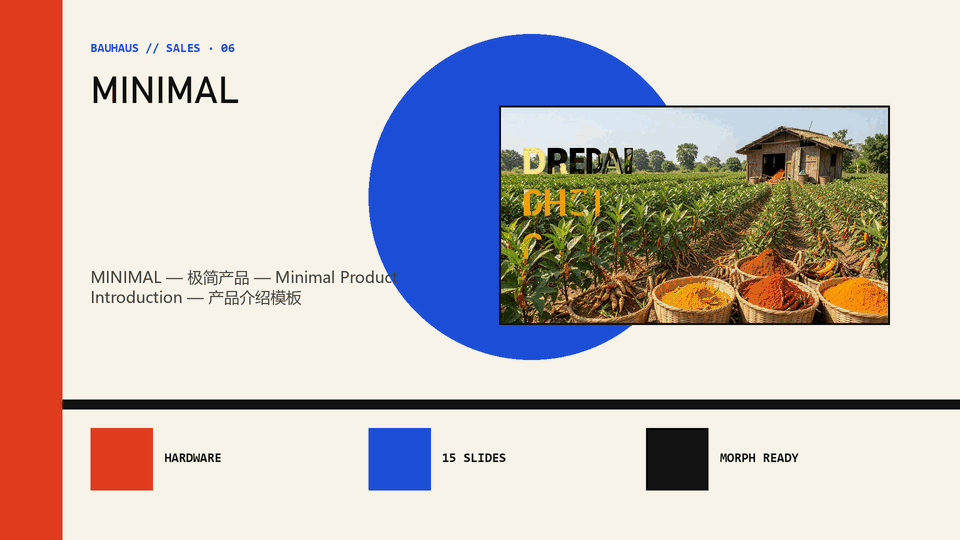 BAUHAUS // SALES · 06
MINIMAL
MINIMAL — 极简产品 — Minimal Product
Introduction — 产品介绍模板
HARDWARE
15 SLIDES
MORPH READY